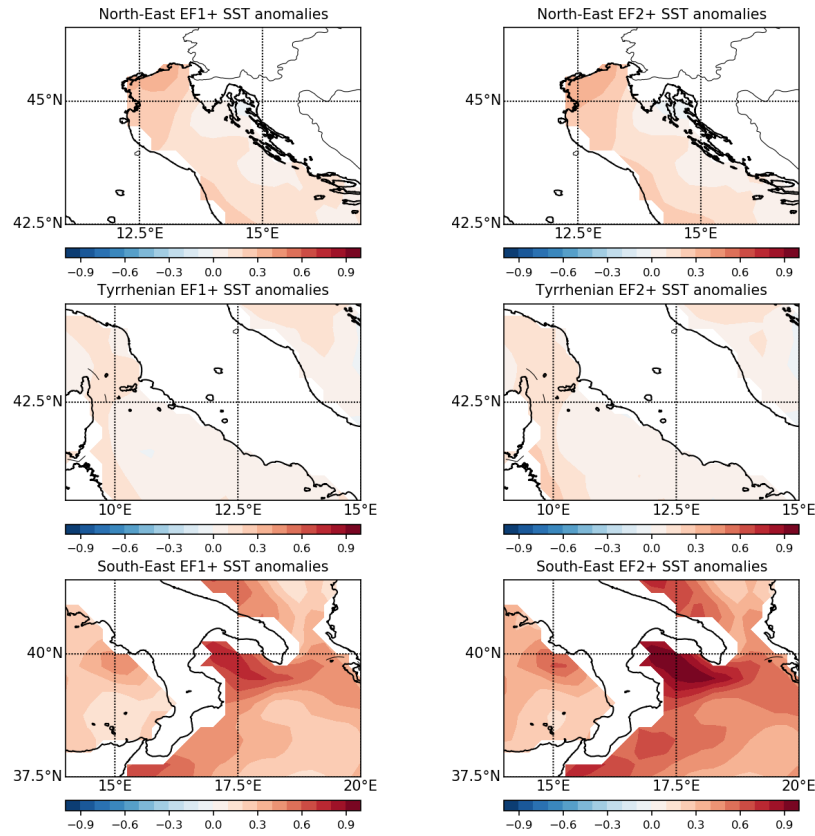 North-East EF1+ SST anomalies
North-East EF2+ SST anomalies
45°N
45°N
42.5°N
42.5°N
12.5°E 15°E
12.5°E 15°E
−0.9 −0.6 −0.3 0.0 0.3 0.6 0.9
−0.9 −0.6 −0.3 0.0 0.3 0.6 0.9
Tyrrhenian EF1+ SST anomalies
Tyrrhenian EF2+ SST anomalies
42.5°N
42.5°N
10°E 12.5°E 15°E
10°E 12.5°E 15°E
−0.9 −0.6 −0.3 0.0 0.3 0.6 0.9
−0.9 −0.6 −0.3 0.0 0.3 0.6 0.9
South-East EF1+ SST anomalies
South-East EF2+ SST anomalies
40°N
40°N
37.5°N
37.5°N
15°E 17.5°E 20°E
15°E 17.5°E 20°E
−0.9 −0.6 −0.3 0.0 0.3 0.6 0.9
−0.9 −0.6 −0.3 0.0 0.3 0.6 0.9